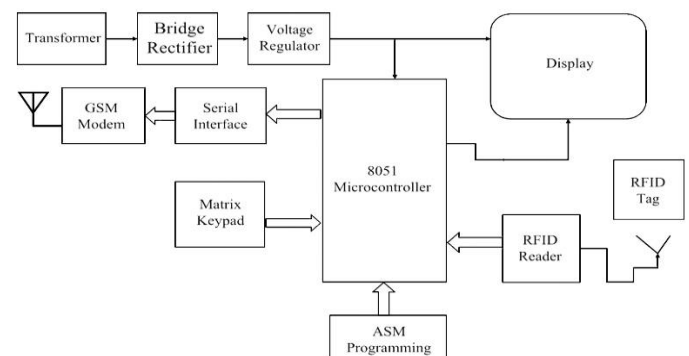 Transformer
Bridge
Rectifier
Voltage
Regulator
Display
GSM
Modem
Serial
Interface
8051
Microcontroller
RFID
Tag
Matrix
Keypad
RFID
Reader
ASM
Programming